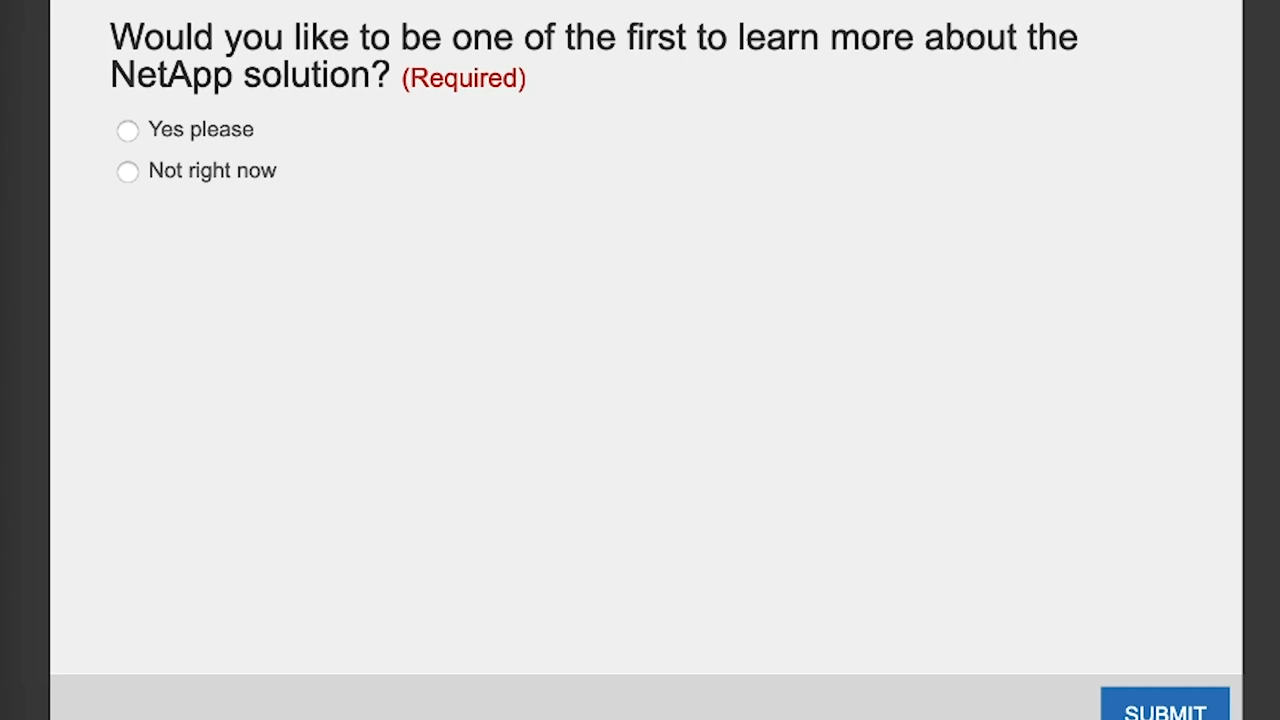 Would you like to be one of the first to learn more about the
NetApp solution? (Required)
Yes please
Not right now
SUBMIT